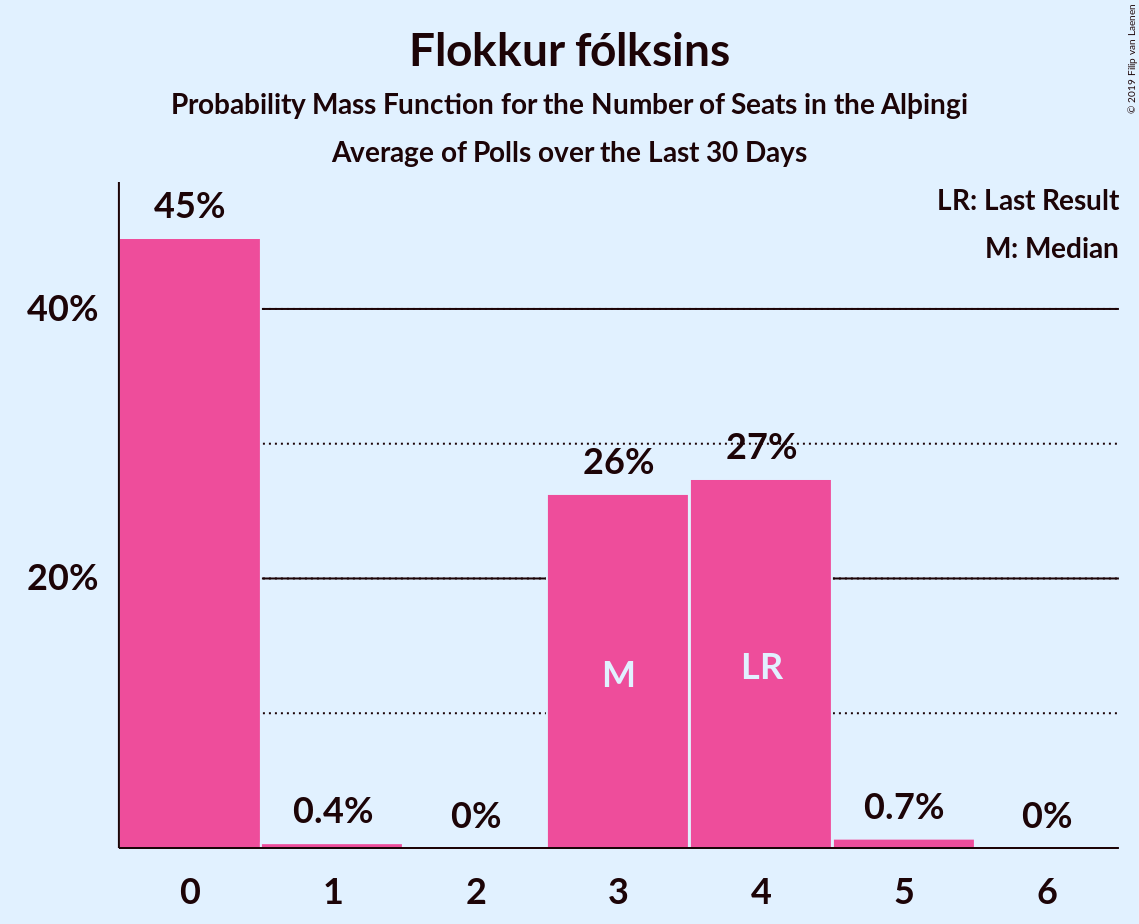 Flokkur fólksins
Probability Mass Function for the Number of Seats in the Alþingi
Average of Polls over the Last 30 Days
© 2019 Filip van Laenen
LR: Last Result
M: Median
45%
40%
27%
26%
20%
M
LR
0.4%
0%
0.7%
0%
0 1 2 3 4 5 6